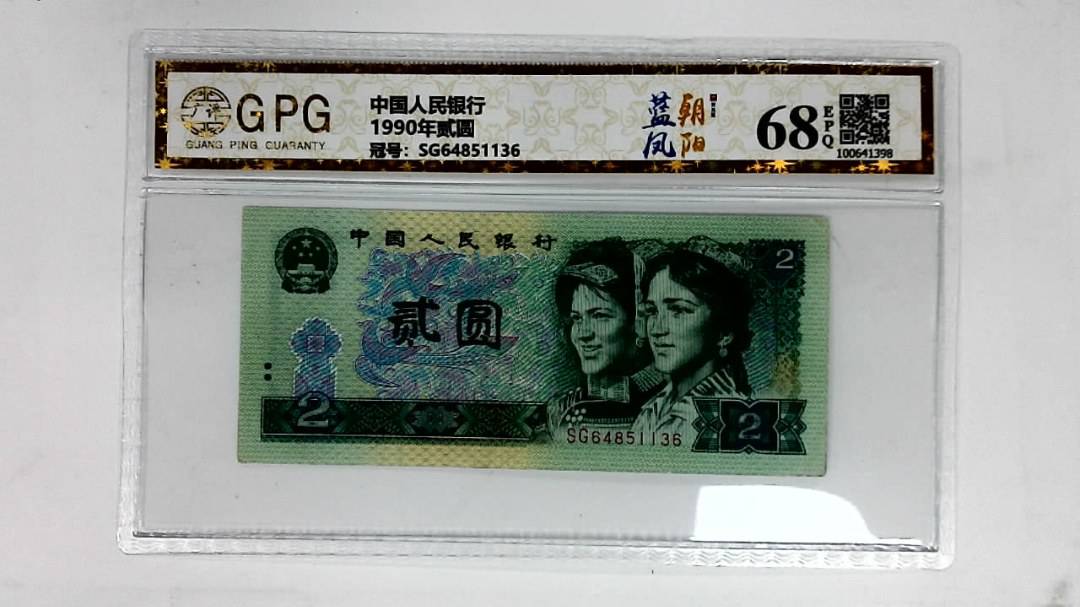 GPG
GUANG PING GUARANTY
中国人民银行
1990年贰圆
冠号：SG64851136
蓝凤
朝阳
68
EPQ
100641398
中国人民银行
2
贰圆
2
SG64851136
2